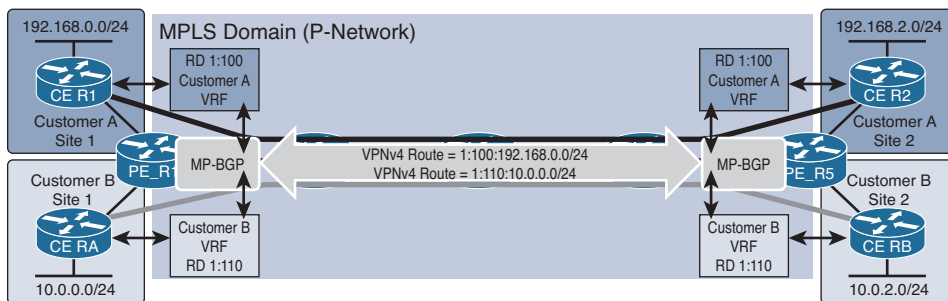 192.168.0.0/24
MPLS Domain (P-Network)
192.168.2.0/24
RD 1:100
Customer A
VRF
RD 1:100
Customer A
VRF
CE R1
CE R2
Customer A
Site 1
Customer A
Site 2
PE_R1
MP-BGP
VPNv4 Route = 1:100:192.168.0.0/24
VPNv4 Route = 1:110:10.0.0.0/24
MP-BGP
PE_R5
Customer B
Site 1
Customer B
Site 2
Customer B
VRF
RD 1:110
Customer B
VRF
RD 1:110
CE RA
CE RB
10.0.0.0/24
10.0.2.0/24